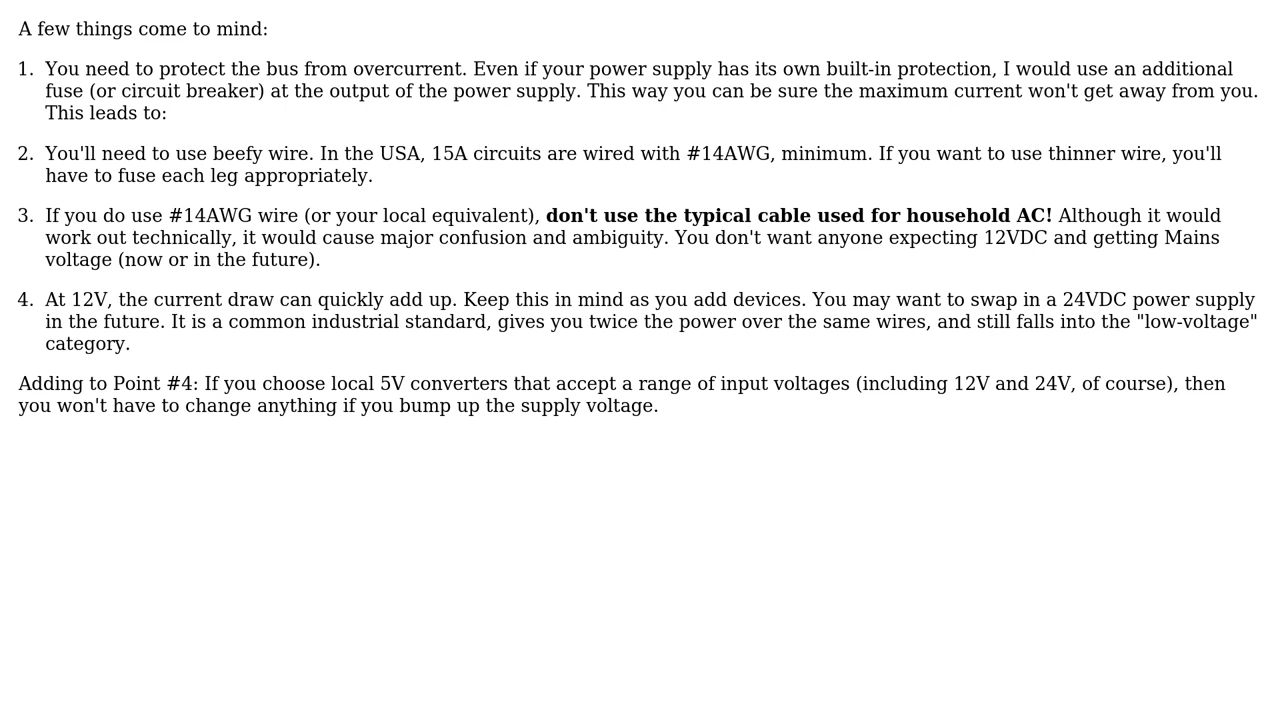 A few things come to mind:
1. You need to protect the bus from overcurrent. Even if your power supply has its own built-in protection, I would use an additional
fuse (or circuit breaker) at the output of the power supply. This way you can be sure the maximum current won't get away from you.
This leads to:
2. You'll need to use beefy wire. In the USA, 15A circuits are wired with #14AWG, minimum. If you want to use thinner wire, you'll
have to fuse each leg appropriately.
3. If you do use #14AWG wire (or your local equivalent), don't use the typical cable used for household AC! Although it would
work out technically, it would cause major confusion and ambiguity. You don't want anyone expecting 12VDC and getting Mains
voltage (now or in the future).
4. At 12V, the current draw can quickly add up. Keep this in mind as you add devices. You may want to swap in a 24VDC power supply
in the future. It is a common industrial standard, gives you twice the power over the same wires, and still falls into the "low-voltage"
category.
Adding to Point #4: If you choose local 5V converters that accept a range of input voltages (including 12V and 24V, of course), then
you won't have to change anything if you bump up the supply voltage.